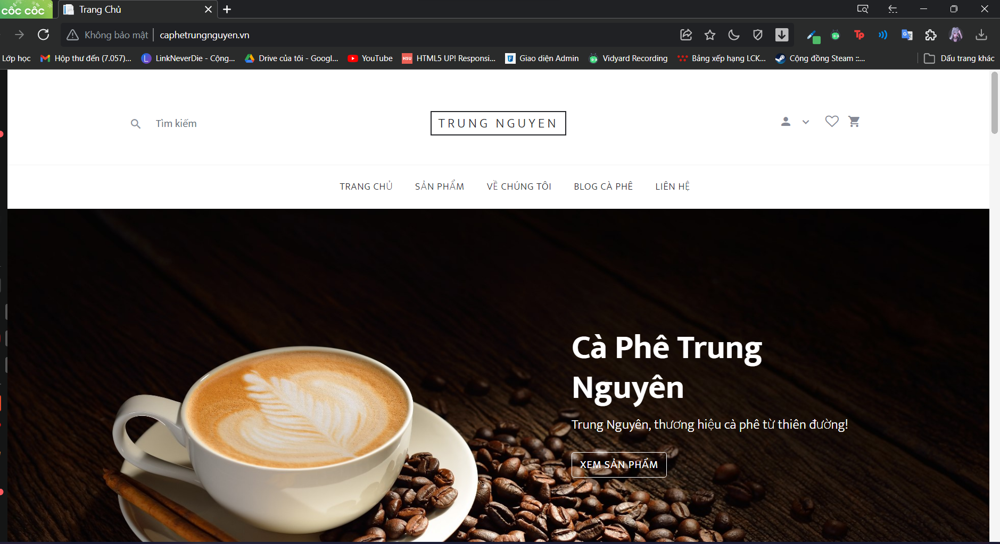 CỐC CỐC
Trang Chủ
Không bảo mật
caphetrungnguyen.vn
Tp
Lớp học
Hộp thư đến (7.057)...
L
LinkNeverDie - Cộng...
Drive của tôi - Googl...
YouTube
HSU
HTML5 UP! Responsi...
Giao diện Admin
Vidyard Recording
Bảng xếp hạng LCK...
Cộng đồng Steam ::...
Dấu trang khác
Tìm kiếm
TRUNG NGUYEN
TRANG CHỦ
SẢN PHẨM
VỀ CHÚNG TÔI
BLOG CÀ PHÊ
LIÊN HỆ
Cà Phê Trung
Nguyên
Trung Nguyên, thương hiệu cà phê từ thiên đường!
XEM SẢN PHẨM